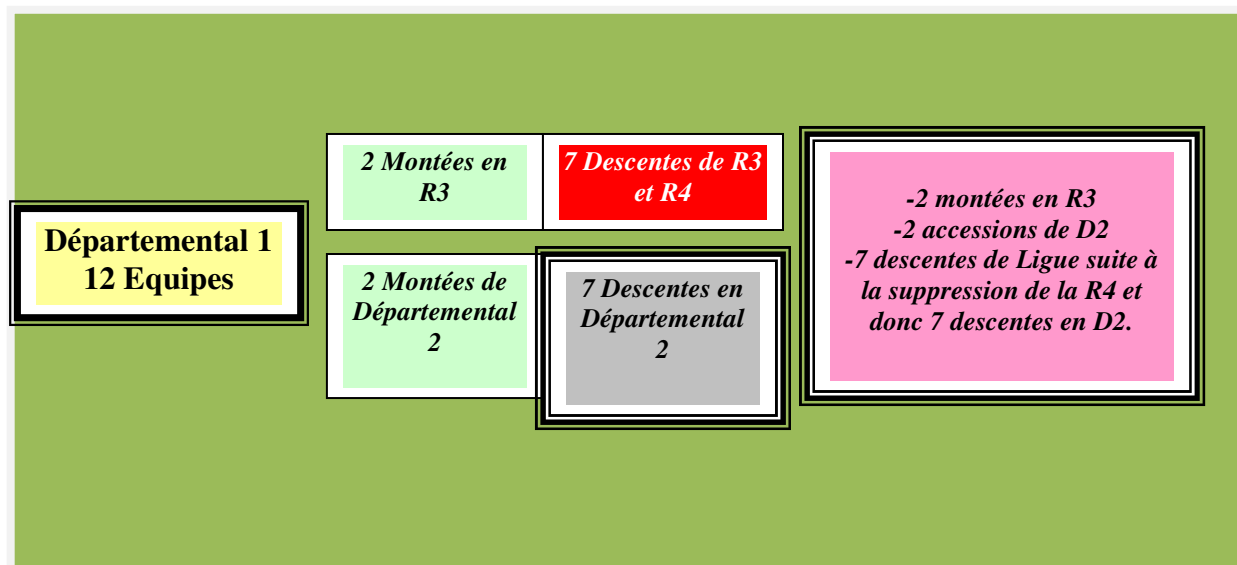 Départemental 1
12 Equipes
2 Montées en
R3
7 Descentes de R3
et R4
2 Montées de
Départemental
2
7 Descentes en
Départemental
2
-2 montées en R3
-2 accessions de D2
-7 descentes de Ligue suite à
la suppression de la R4 et
donc 7 descentes en D2.